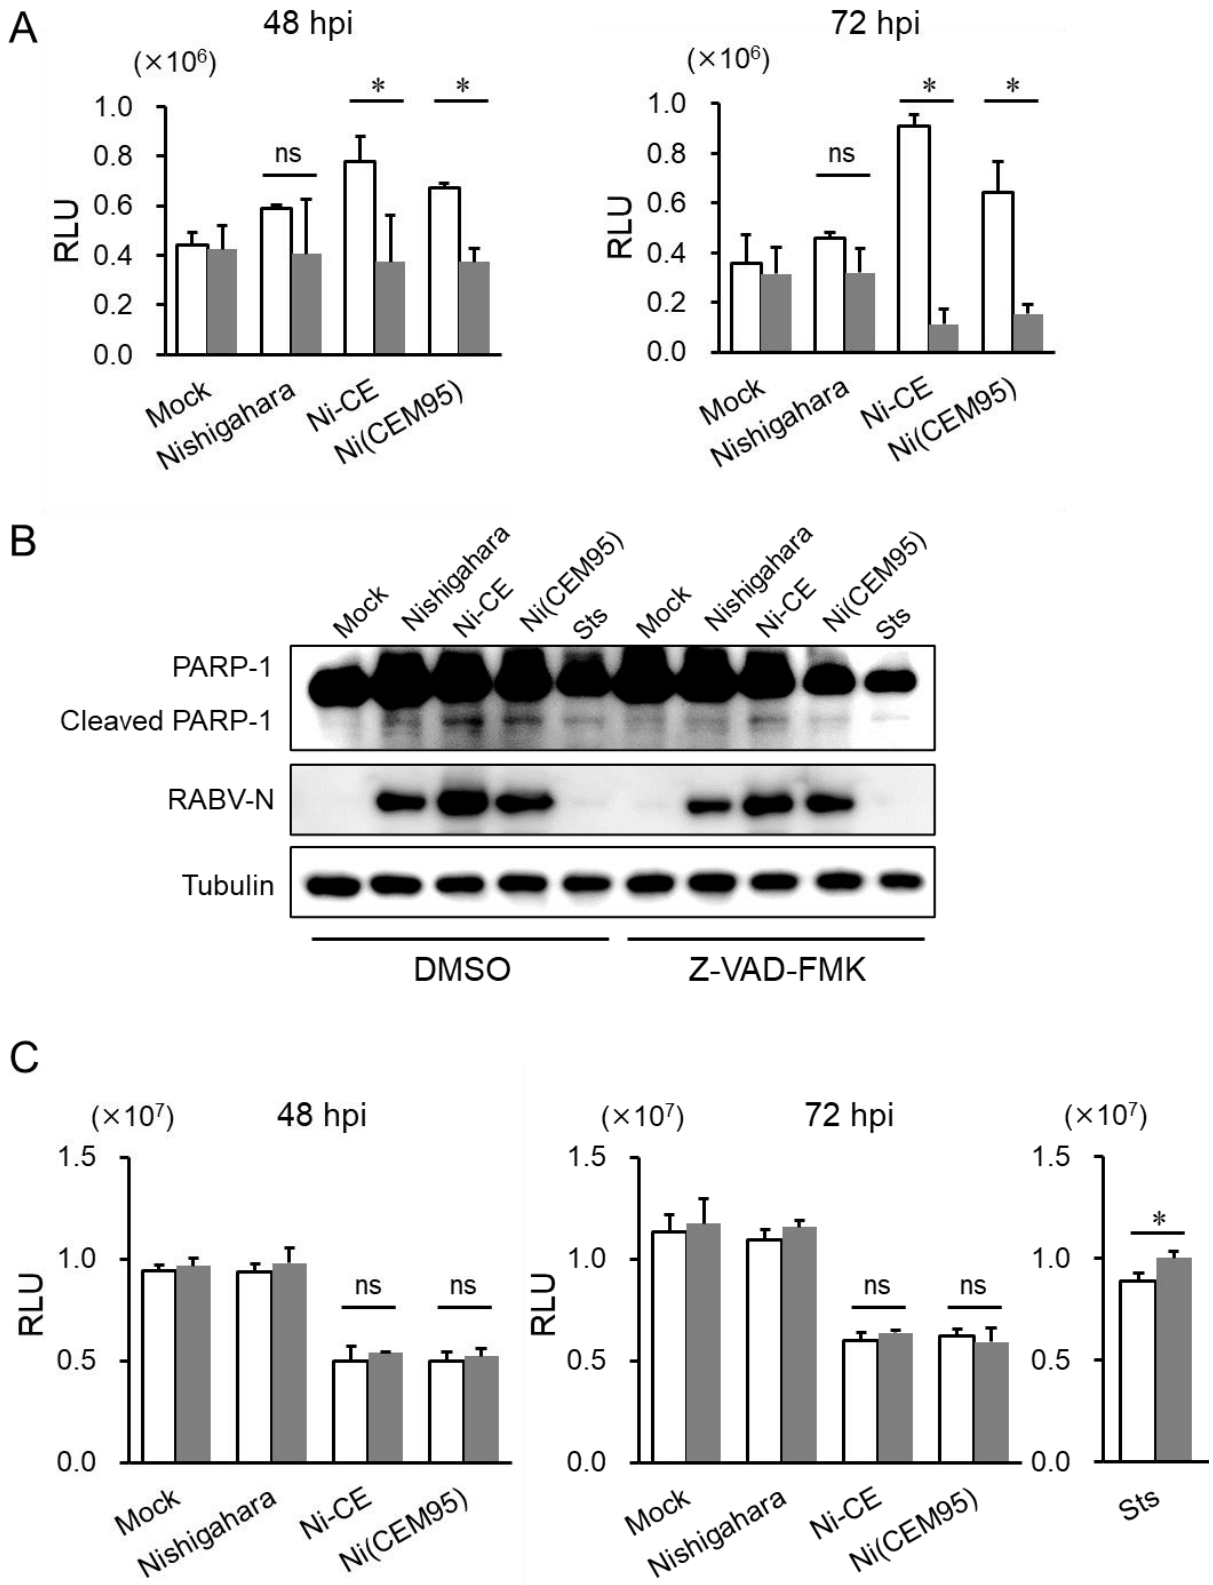 A
48 hpi
72 hpi
(×10⁶)
(×10⁶)
RLU
1.0
0.8
0.6
0.4
0.2
0.0
ns
*
*
Mock
Nishigahara
Ni-CE
Ni(CEM95)
RLU
1.0
0.8
0.6
0.4
0.2
0.0
ns
*
*
Mock
Nishigahara
Ni-CE
Ni(CEM95)
B
Mock
Nishigahara
Ni-CE
Ni(CEM95)
Sts
Mock
Nishigahara
Ni-CE
Ni(CEM95)
Sts
PARP-1
Cleaved PARP-1
RABV-N
Tubulin
DMSO
Z-VAD-FMK
C
(×10⁷)
48 hpi
RLU
1.5
1.0
0.5
0.0
ns
ns
Mock
Nishigahara
Ni-CE
Ni(CEM95)
(×10⁷)
72 hpi
RLU
1.5
1.0
0.5
0.0
ns
ns
Mock
Nishigahara
Ni-CE
Ni(CEM95)
(×10⁷)
1.5
1.0
0.5
0.0
*
Sts